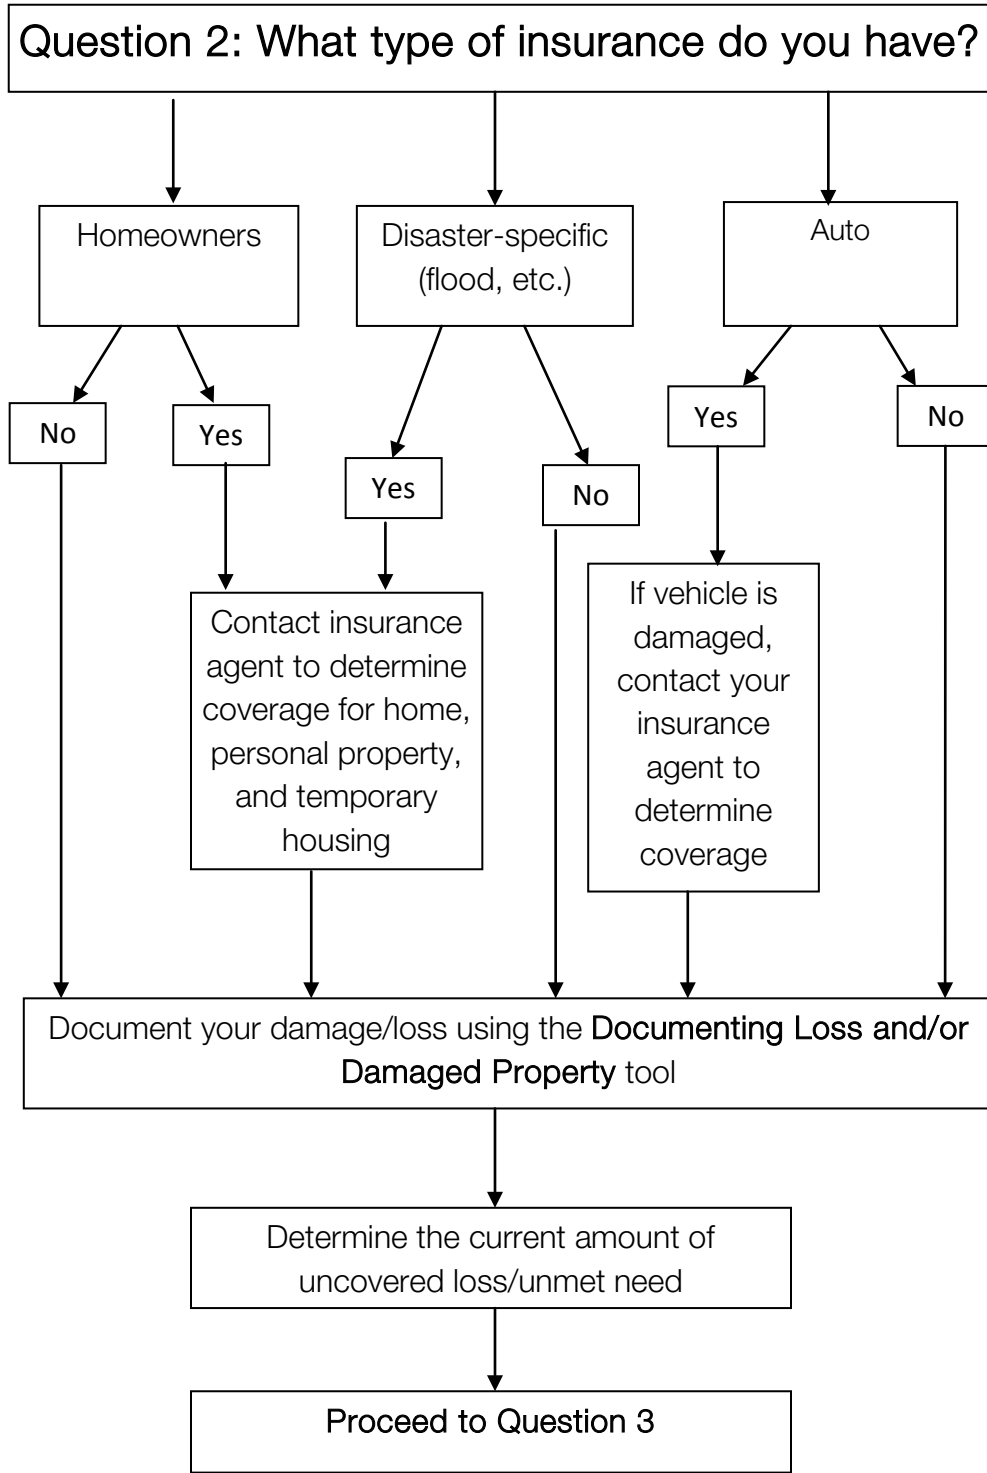 Question 2: What type of insurance do you have?
Homeowners
Disaster-specific
(flood, etc.)
Auto
No
Yes
Yes
No
Yes
No
Contact insurance
agent to determine
coverage for home,
personal property,
and temporary
housing
If vehicle is
damaged,
contact your
insurance
agent to
determine
coverage
Document your damage/loss using the Documenting Loss and/or
Damaged Property tool
Determine the current amount of
uncovered loss/unmet need
Proceed to Question 3